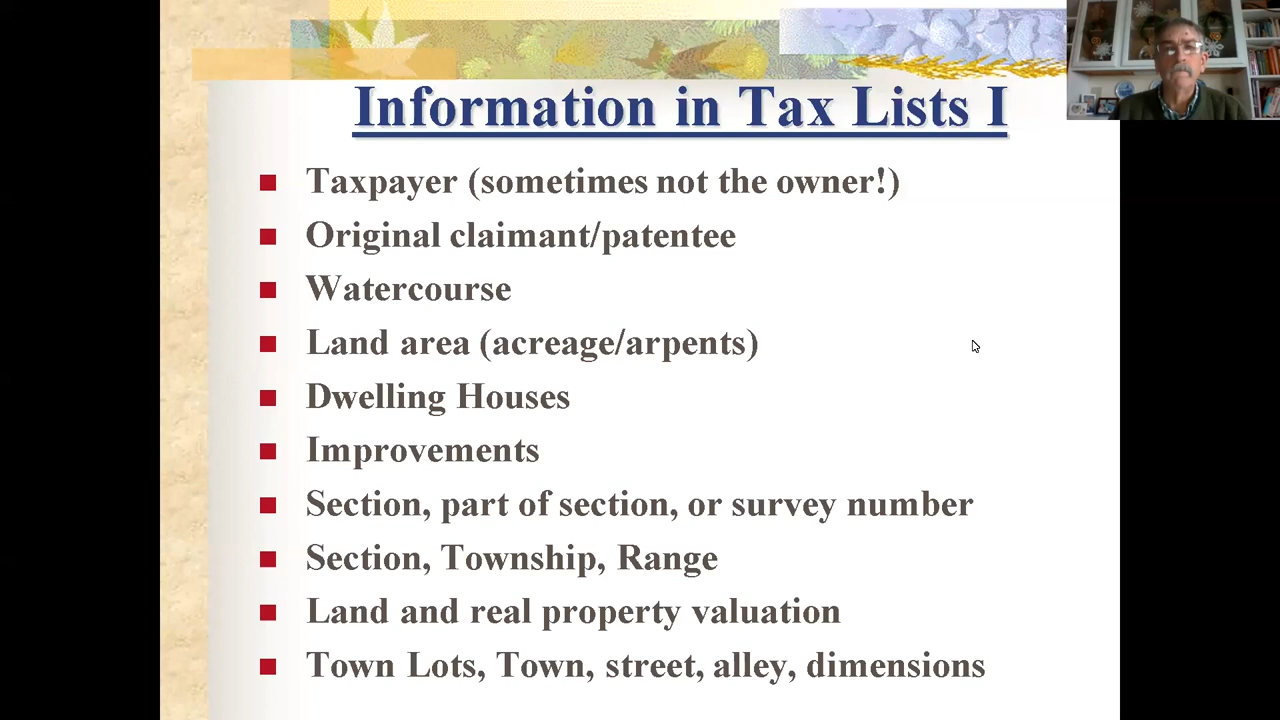 Information in Tax Lists I
Taxpayer (sometimes not the owner!)
Original claimant/patentee
Watercourse
Land area (acreage/arpents)
Dwelling Houses
Improvements
Section, part of section, or survey number
Section, Township, Range
Land and real property valuation
Town Lots, Town, street, alley, dimensions